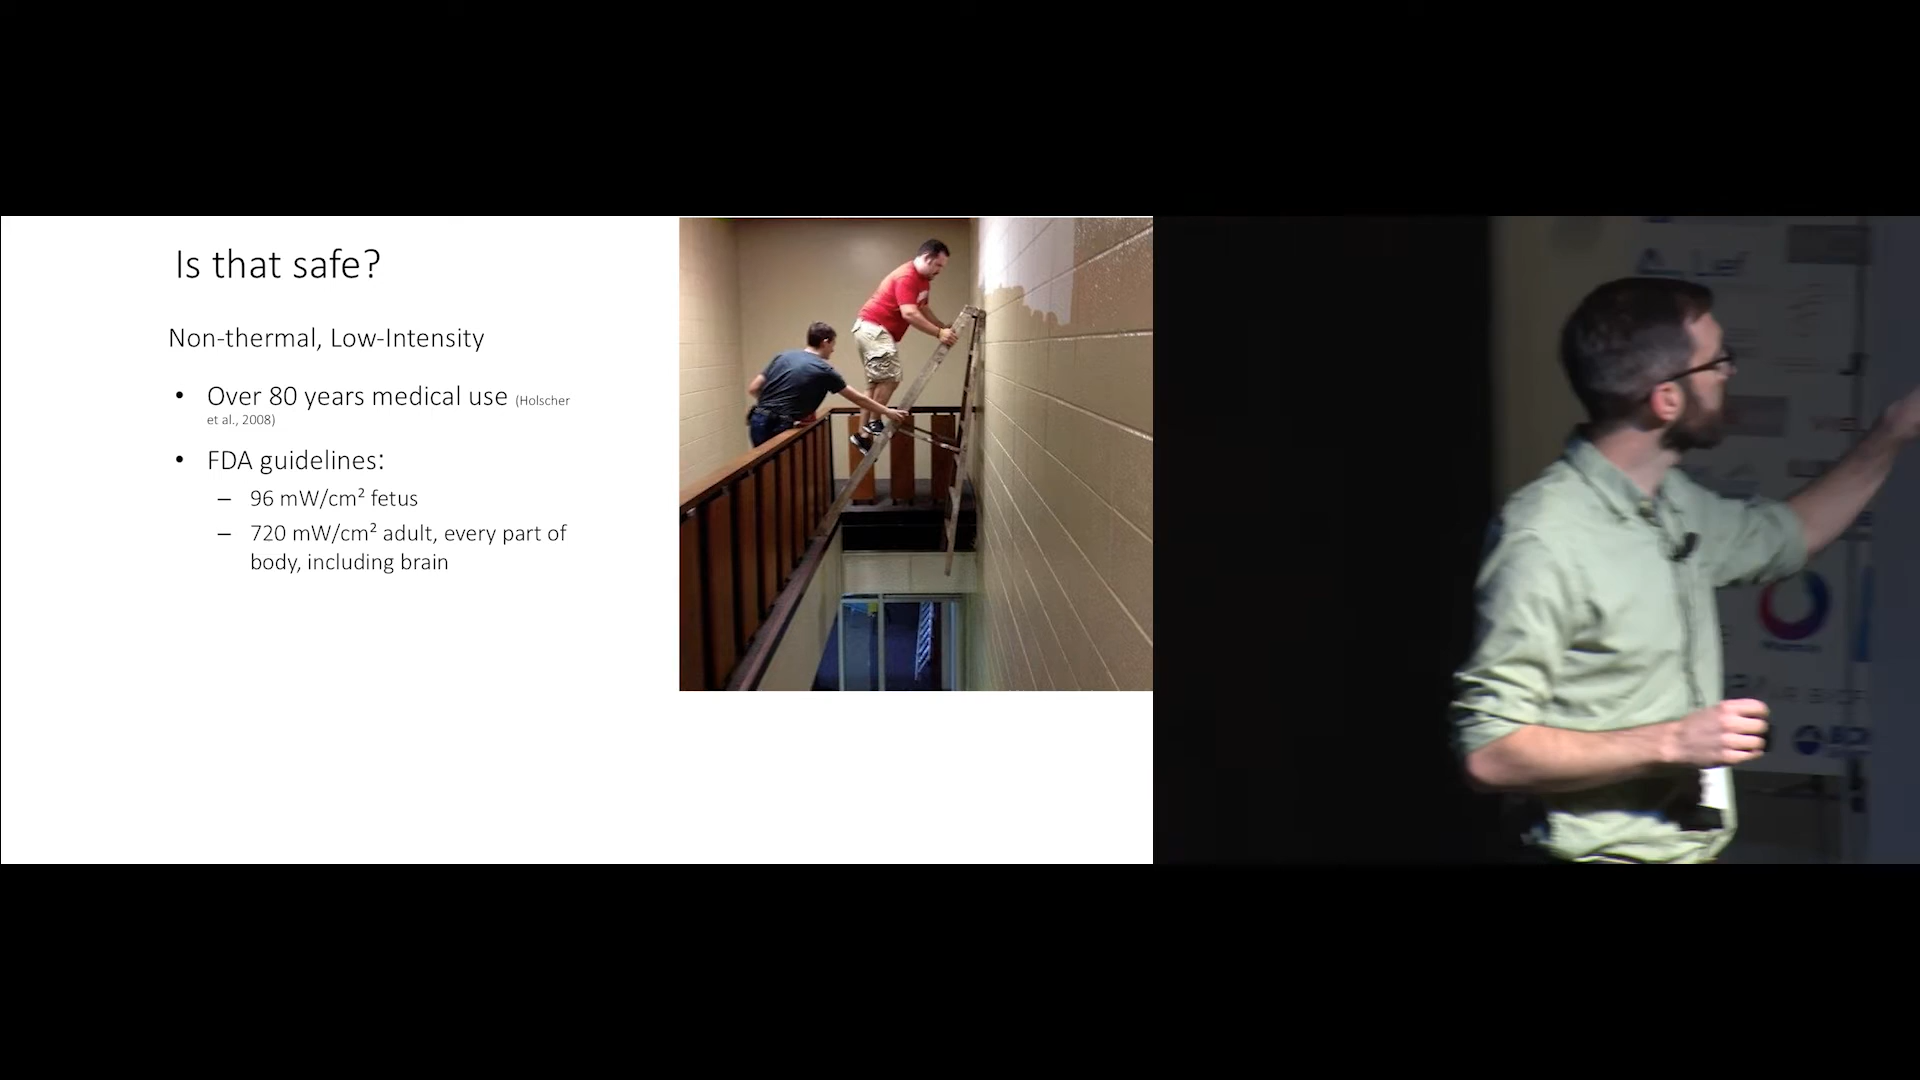 Is that safe?
Non-thermal, Low-Intensity
• Over 80 years medical use (Holscher
et al., 2008)
• FDA guidelines:
– 96 mW/cm² fetus
– 720 mW/cm² adult, every part of
body, including brain